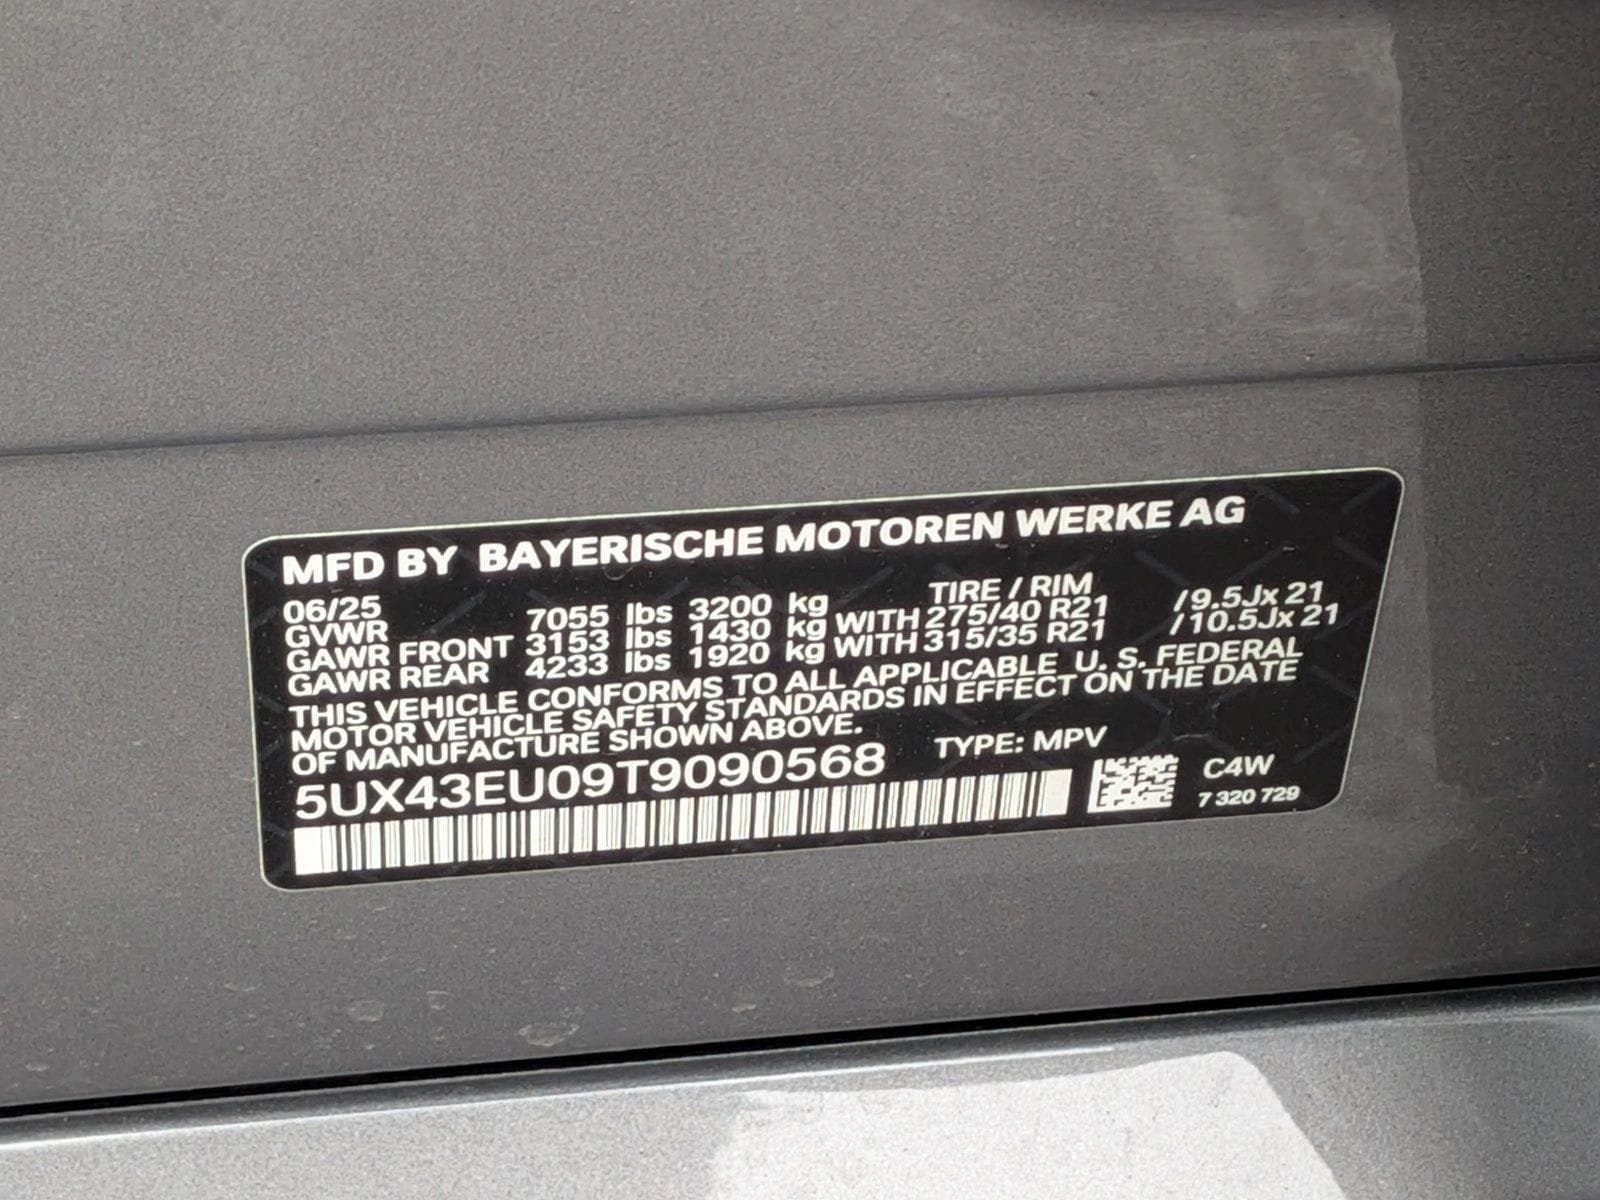 MFD BY BAYERISCHE MOTOREN WERKE AG
06/25 TIRE / RIM
GVWR 7055 lbs 3200 kg
GAWR FRONT 3153 lbs 1430 kg WITH 275/40 R21 /9.5Jx 21
GAWR REAR 4233 lbs 1920 kg WITH 315/35 R21 /10.5Jx 21
THIS VEHICLE CONFORMS TO ALL APPLICABLE U. S. FEDERAL
MOTOR VEHICLE SAFETY STANDARDS IN EFFECT ON THE DATE
OF MANUFACTURE SHOWN ABOVE.
5UX43EU09T9090568 TYPE: MPV
C4W
7 320 729